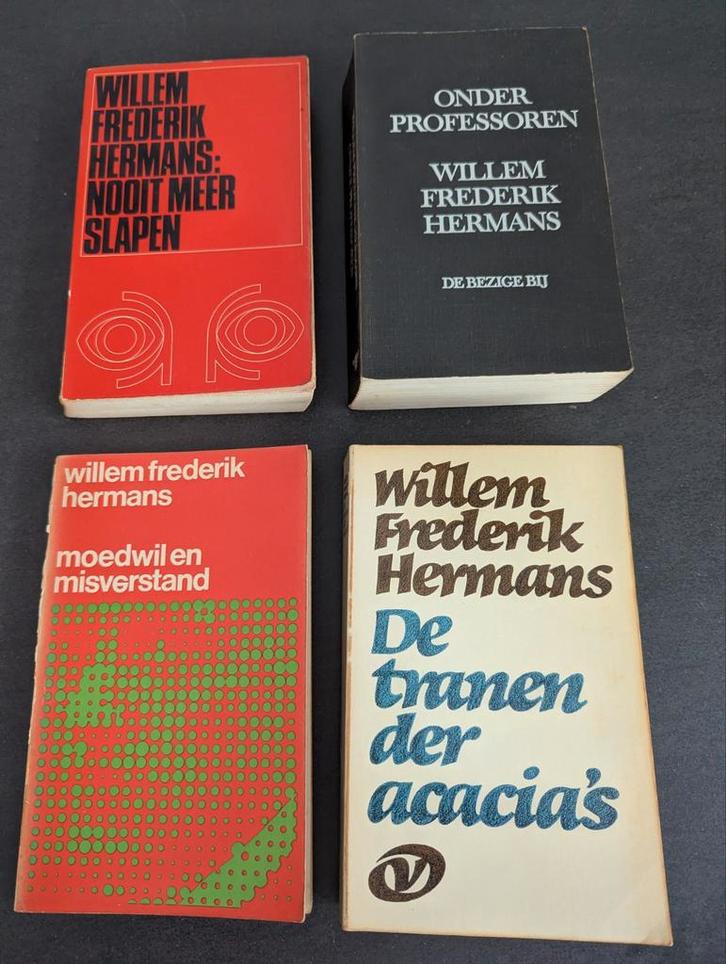 WILLEM
FREDERIK
HERMANS:
NOOIT MEER
SLAPEN
ONDER
PROFESSOREN
WILLEM
FREDERIK
HERMANS
DE BEZIGE BIJ
willem frederik
hermans
moedwil en
misverstand
Willem
Frederik
Hermans
De
tranen
der
acacia's
V